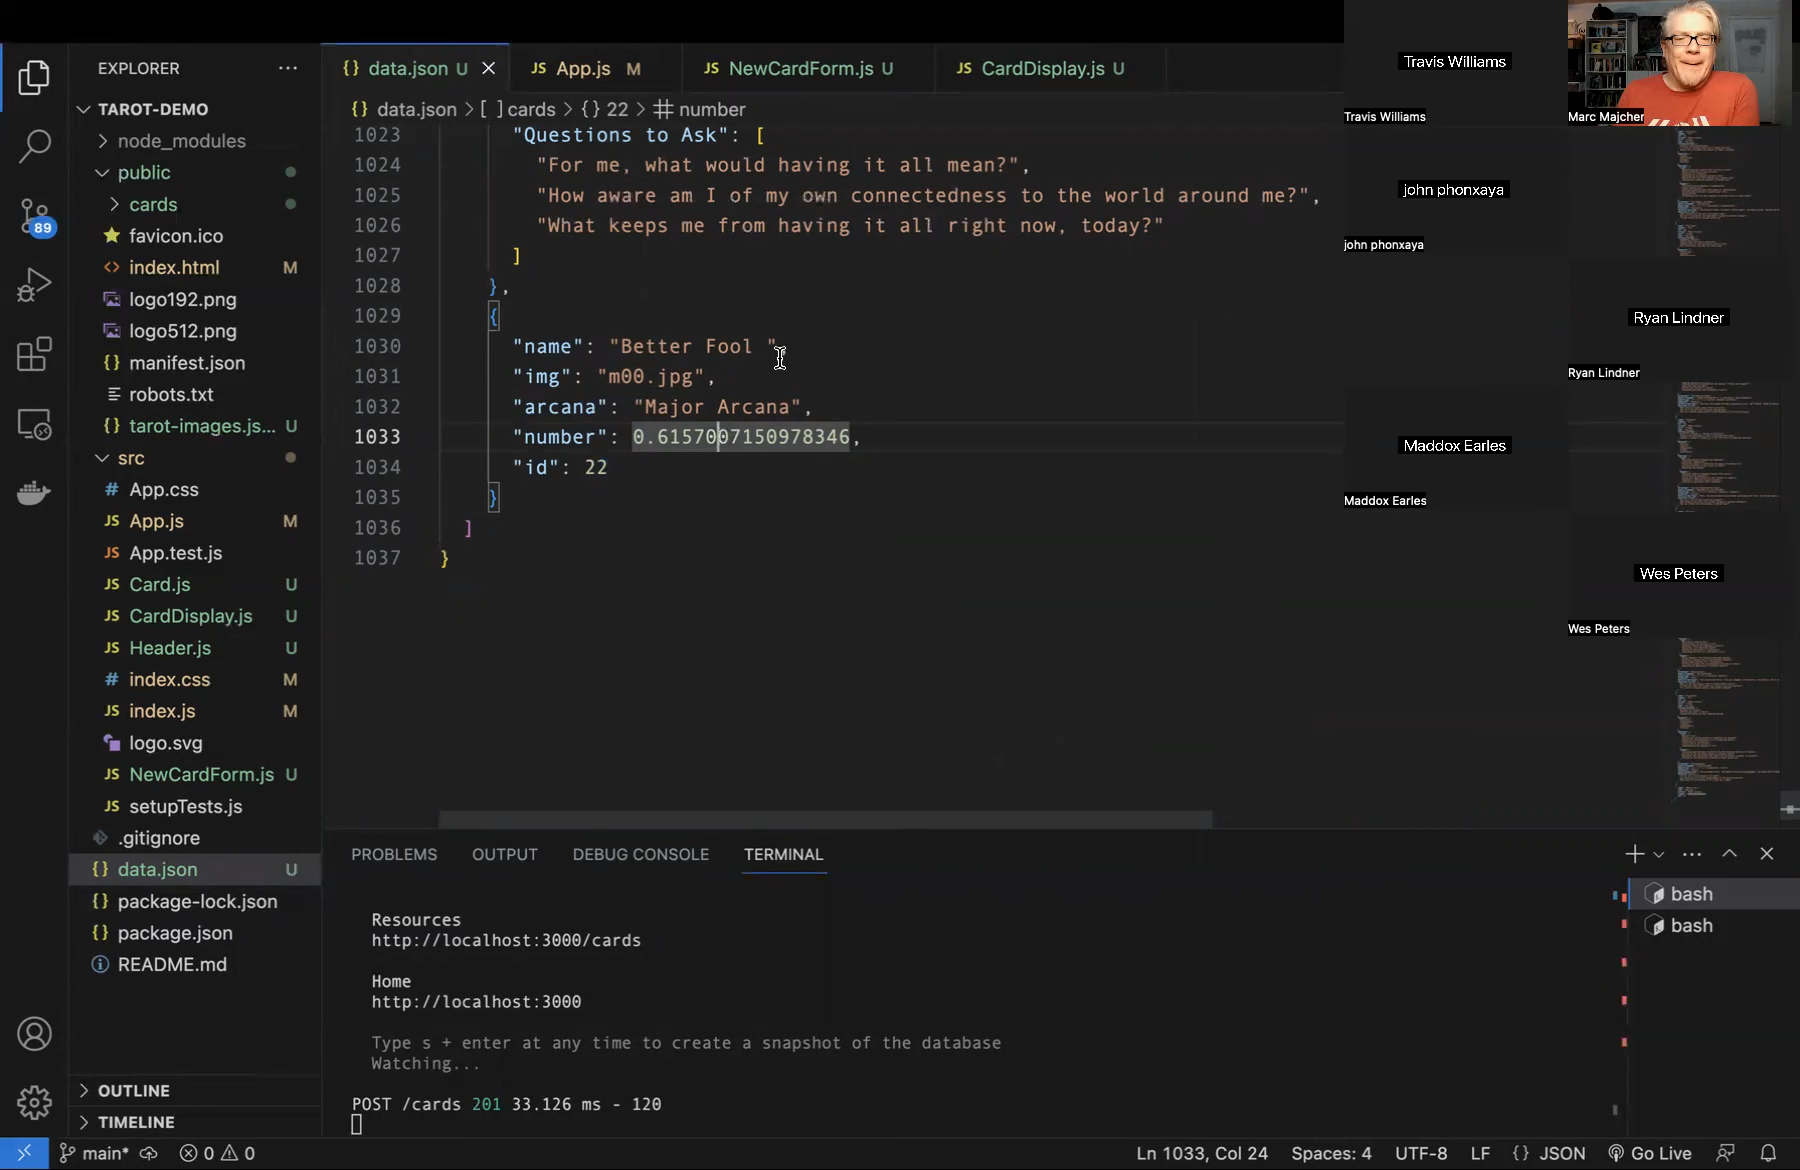 EXPLORER
TAROT-DEMO
node_modules
public
cards
favicon.ico
index.html M
logo192.png
logo512.png
manifest.json
robots.txt
tarot-images.js... U
src
App.css
App.js M
App.test.js
Card.js U
CardDisplay.js U
Header.js U
index.css M
index.js M
logo.svg
NewCardForm.js U
setupTests.js
.gitignore
data.json U
package-lock.json
package.json
README.md
OUTLINE
TIMELINE
89
{} data.json U
JS App.js M
JS NewCardForm.js U
JS CardDisplay.js U
{} data.json > [ ] cards > {} 22 > # number
1023 "Questions to Ask": [
1024 "For me, what would having it all mean?",
1025 "How aware am I of my own connectedness to the world around me?",
1026 "What keeps me from having it all right now, today?"
1027 ]
1028 },
1029 {
1030 "name": "Better Fool ",
1031 "img": "m00.jpg",
1032 "arcana": "Major Arcana",
1033 "number": 0.6157007150978346,
1034 "id": 22
1035 }
1036 ]
1037 }
PROBLEMS OUTPUT DEBUG CONSOLE TERMINAL
Resources
http://localhost:3000/cards
Home
http://localhost:3000
Type s + enter at any time to create a snapshot of the database
Watching...
POST /cards 201 33.126 ms - 120
bash
bash
Travis Williams
Travis Williams
Marc Majcher
john phonxaya
john phonxaya
Ryan Lindner
Ryan Lindner
Maddox Earles
Maddox Earles
Wes Peters
Wes Peters
main* 0 0 Ln 1033, Col 24 Spaces: 4 UTF-8 LF {} JSON Go Live